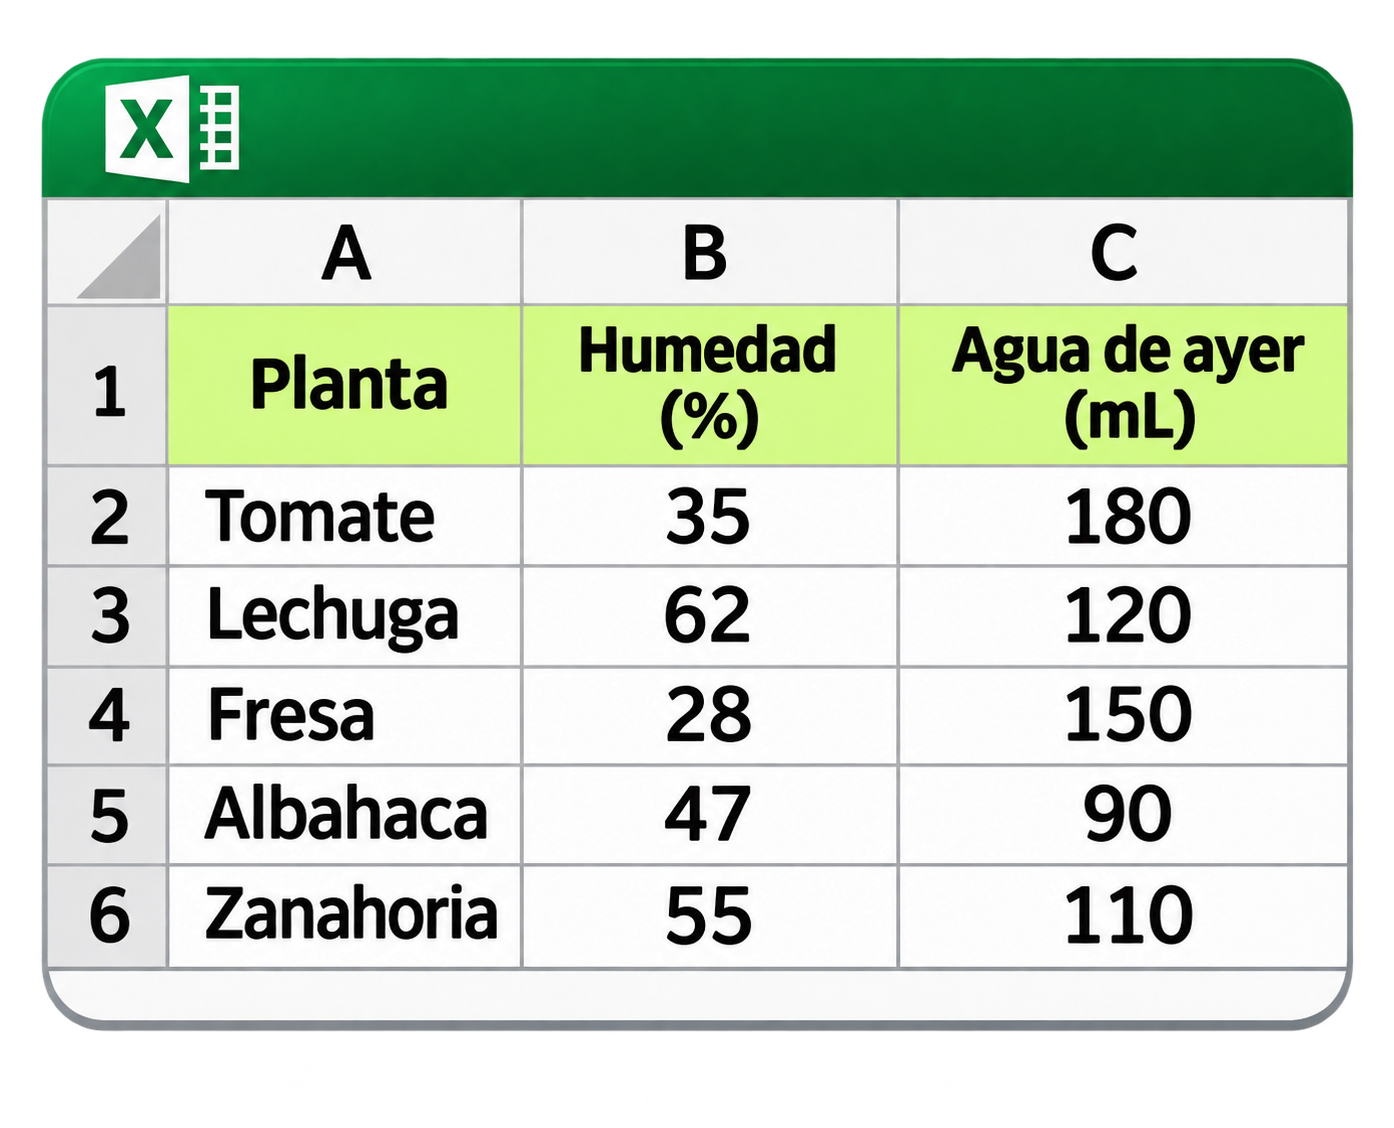 X
A B C
1 Planta Humedad (%) Agua de ayer (mL)
2 Tomate 35 180
3 Lechuga 62 120
4 Fresa 28 150
5 Albahaca 47 90
6 Zanahoria 55 110